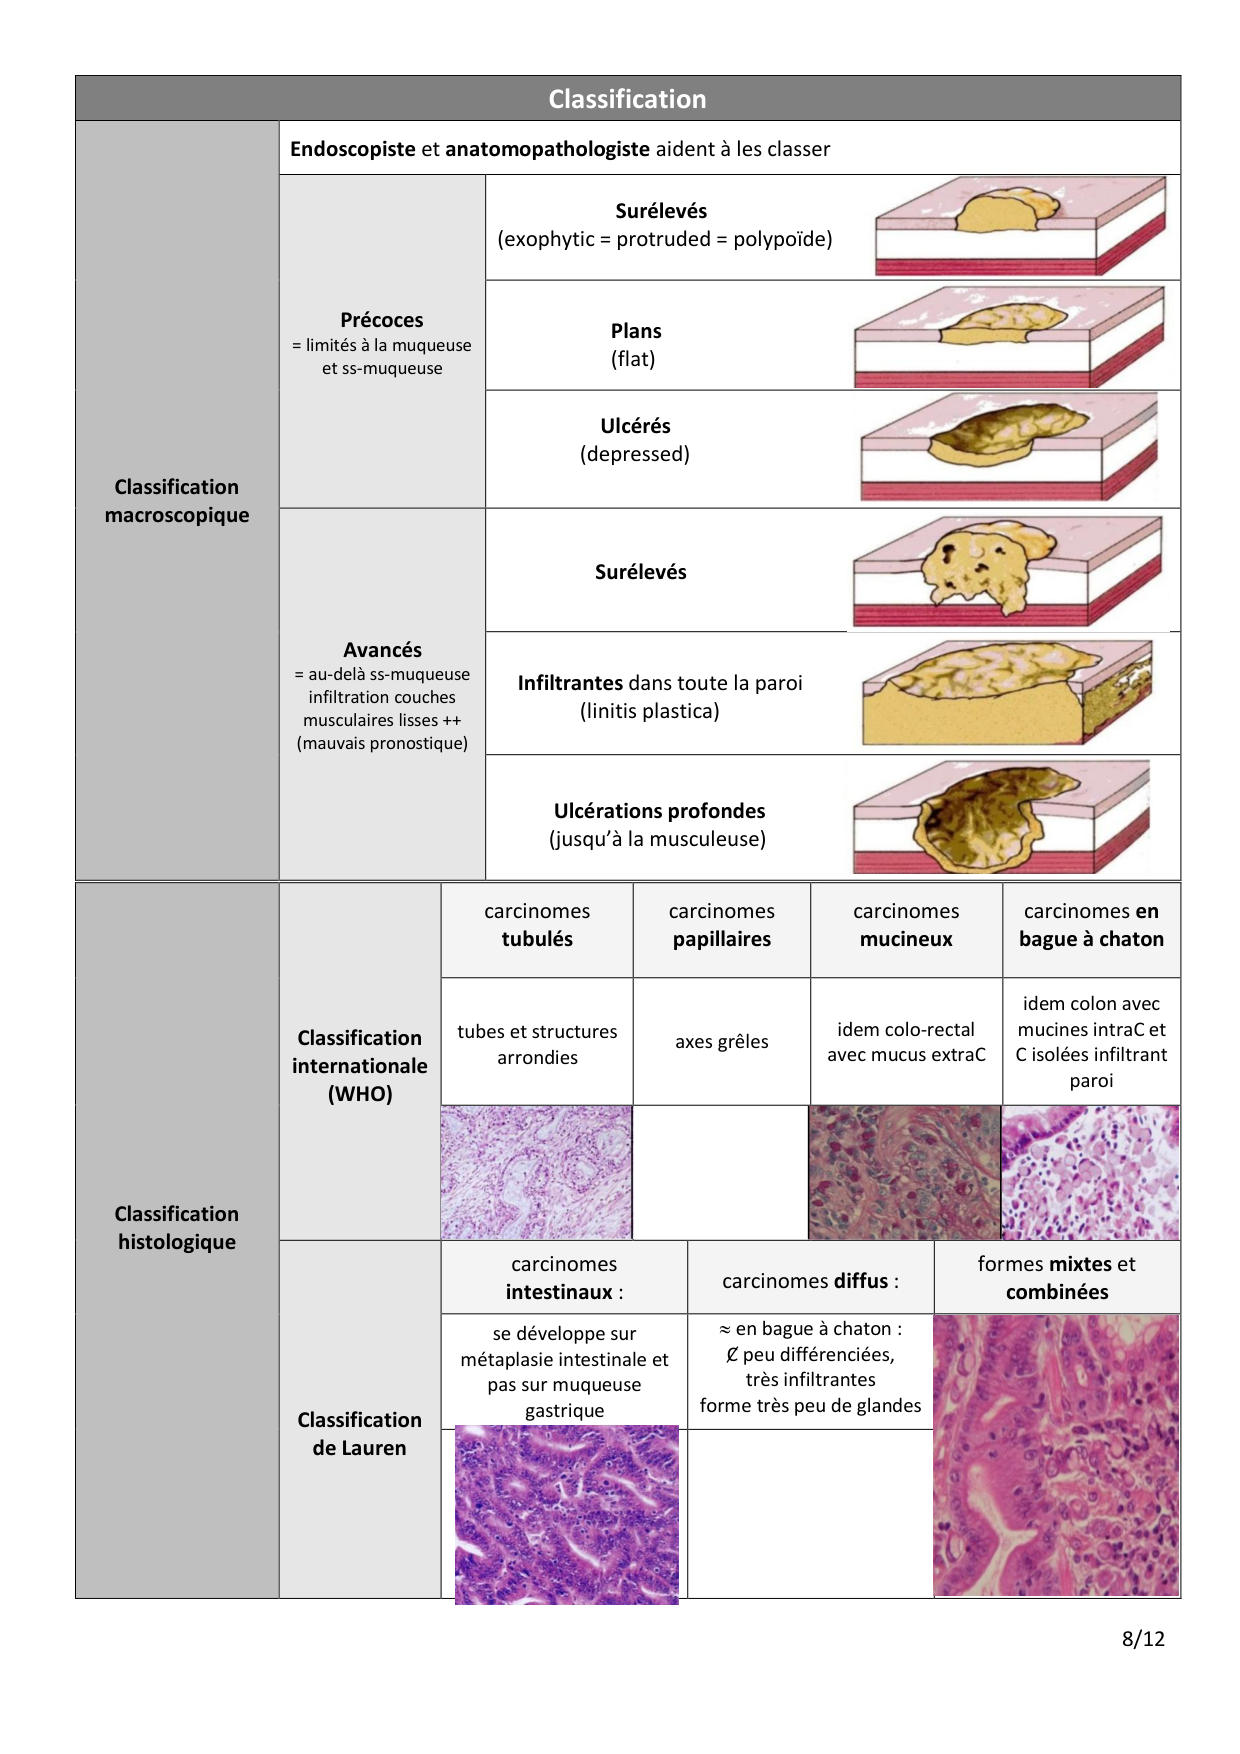 Classification
Endoscopiste et anatomopathologiste aident à les classer
Classification
macroscopique
Précoces
= limités à la muqueuse
et ss-muqueuse
Surélevés
(exophytic = protruded = polypoïde)
Plans
(flat)
Ulcérés
(depressed)
Avancés
= au-delà ss-muqueuse
infiltration couches
musculaires lisses ++
(mauvais pronostique)
Surélevés
Infiltrantes dans toute la paroi
(linitis plastica)
Ulcérations profondes
(jusqu’à la musculeuse)
Classification
histologique
Classification
internationale
(WHO)
carcinomes
tubulés
carcinomes
papillaires
carcinomes
mucineux
carcinomes en
bague à chaton
tubes et structures
arrondies
axes grêles
idem colo-rectal
avec mucus extraC
idem colon avec
mucines intraC et
C isolées infiltrant
paroi
Classification
de Lauren
carcinomes
intestinaux :
carcinomes diffus :
formes mixtes et
combinées
se développe sur
métaplasie intestinale et
pas sur muqueuse
gastrique
≈ en bague à chaton :
Ȼ peu différenciées,
très infiltrantes
forme très peu de glandes
8/12